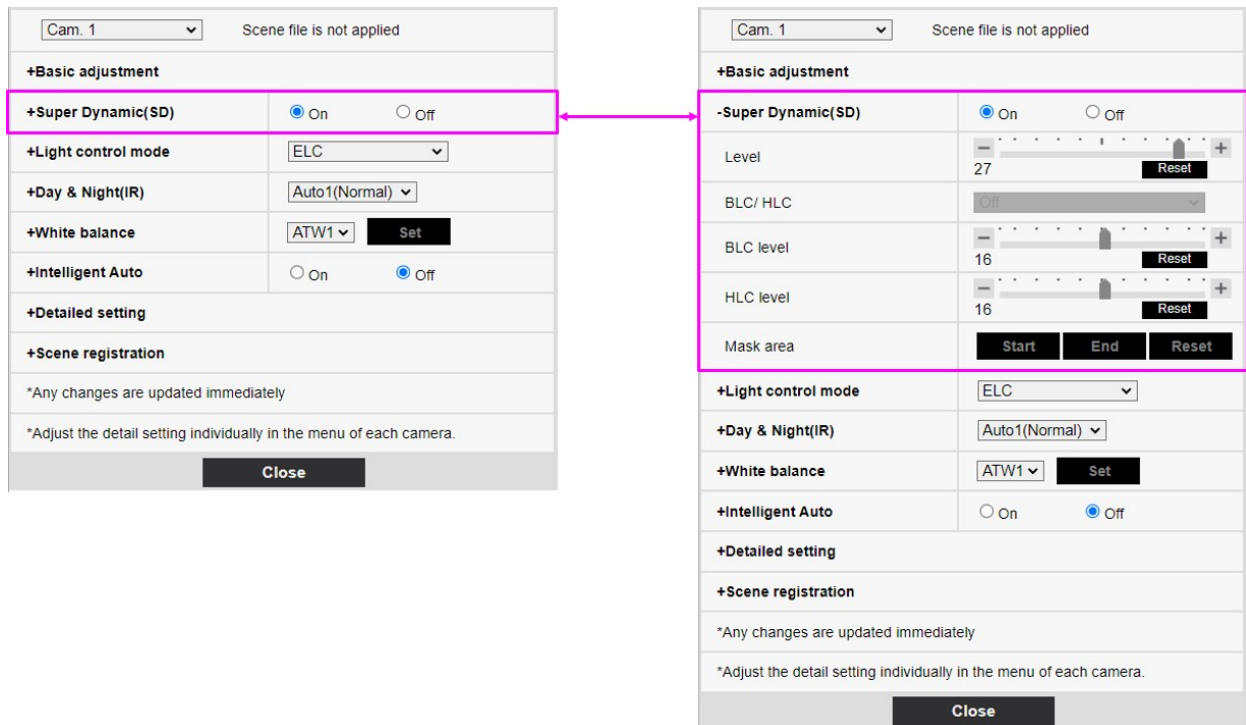 Cam. 1 Scene file is not applied
+Basic adjustment
+Super Dynamic(SD) On Off
+Light control mode ELC
+Day & Night(IR) Auto1(Normal)
+White balance ATW1 Set
+Intelligent Auto On Off
+Detailed setting
+Scene registration
*Any changes are updated immediately
*Adjust the detail setting individually in the menu of each camera.
Close
Cam. 1 Scene file is not applied
+Basic adjustment
-Super Dynamic(SD) On Off
Level
27 Reset
BLC/ HLC Off
BLC level
16 Reset
HLC level
16 Reset
Mask area Start End Reset
+Light control mode ELC
+Day & Night(IR) Auto1(Normal)
+White balance ATW1 Set
+Intelligent Auto On Off
+Detailed setting
+Scene registration
*Any changes are updated immediately
*Adjust the detail setting individually in the menu of each camera.
Close